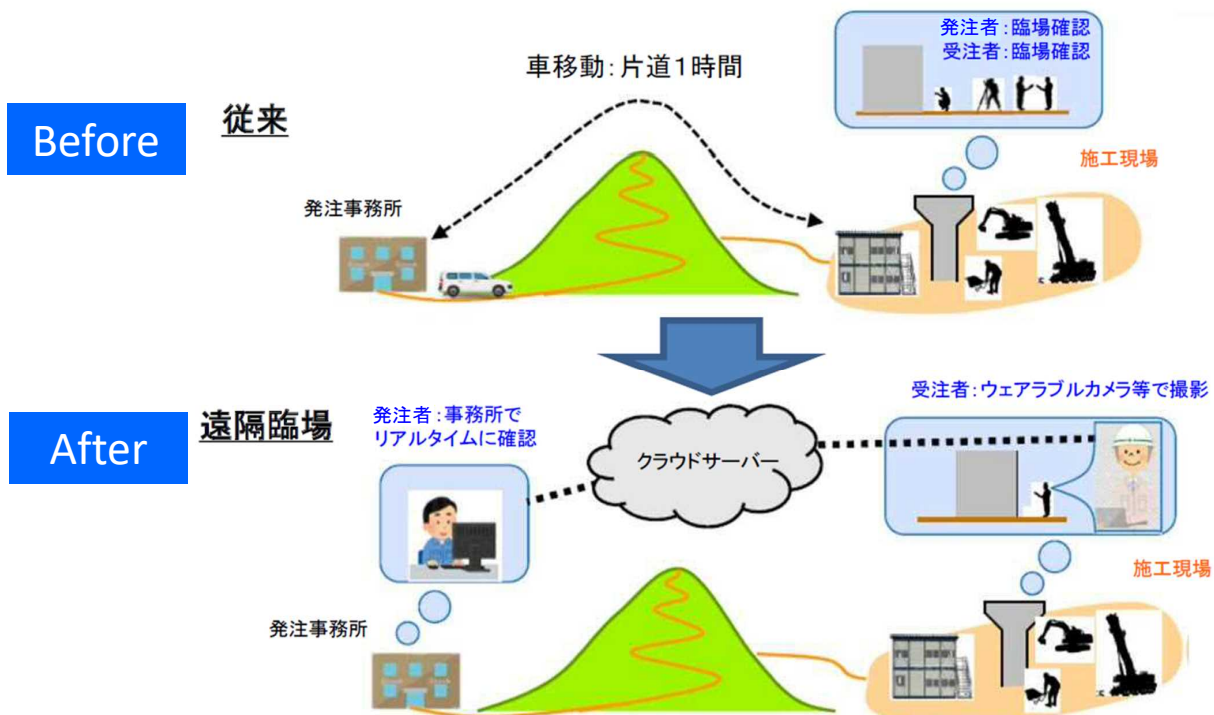 発注者：臨場確認
受注者：臨場確認
車移動：片道１時間
Before
従来
施工現場
発注事務所
After
遠隔臨場
発注者：事務所で
リアルタイムに確認
クラウドサーバー
受注者：ウェアラブルカメラ等で撮影
施工現場
発注事務所